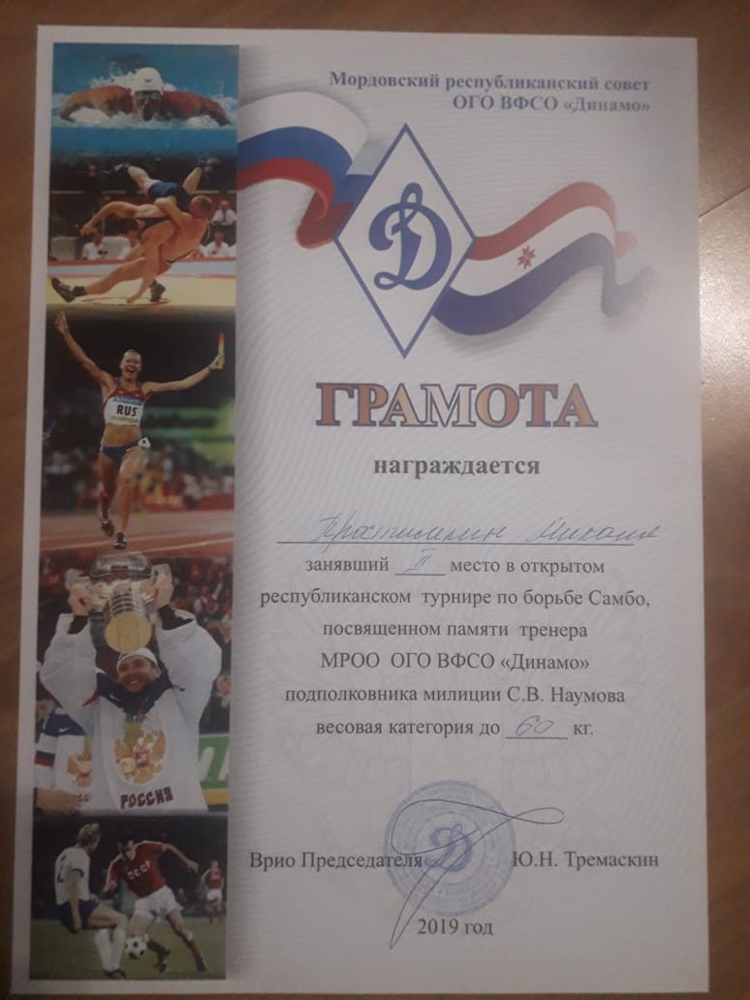 Мордовский республиканский совет
ОГО ВФСО «Динамо»
Д
ГРАМОТА
награждается
Михаил
занявший II место в открытом
республиканском турнире по борьбе Самбо,
посвященном памяти тренера
МРОО ОГО ВФСО «Динамо»
подполковника милиции С.В. Наумова
весовая категория до 60 кг.
Врио Председателя Ю.Н. Тремаскин
2019 год
RUS
РОССИЯ
СССР